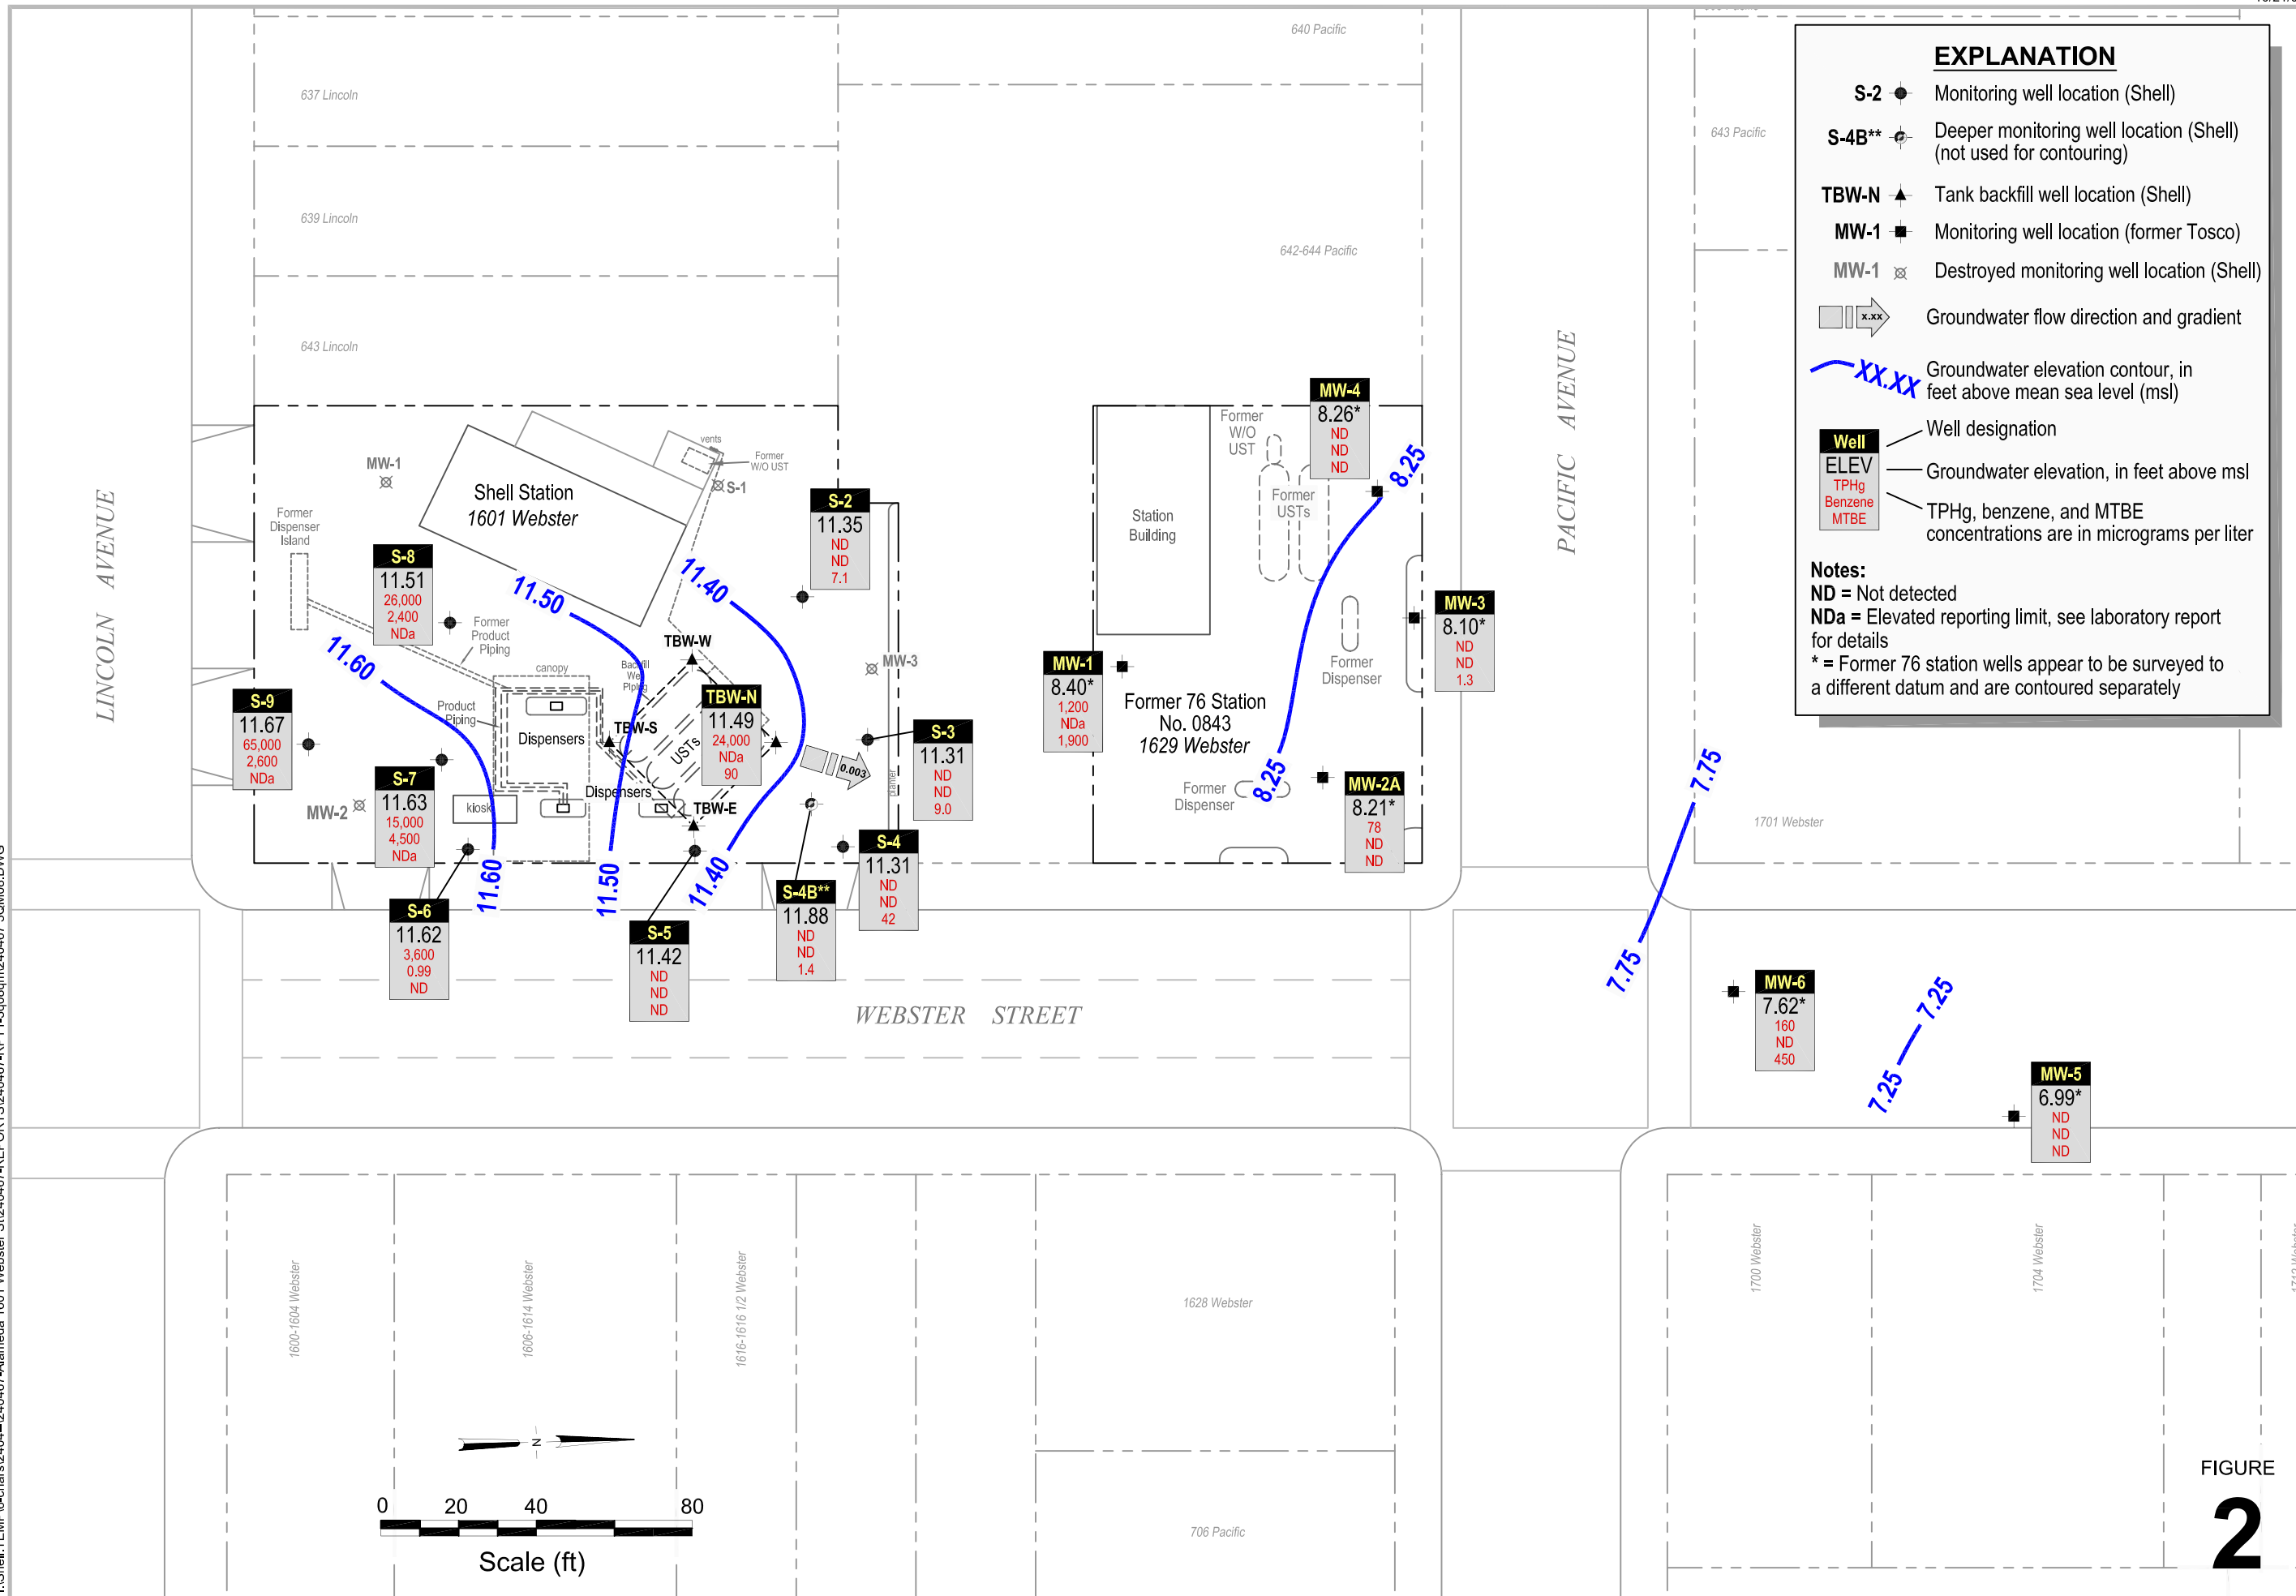 640 Pacific
637 Lincoln
639 Lincoln
643 Lincoln
642-644 Pacific
643 Pacific
EXPLANATION
S-2 Monitoring well location (Shell)
S-4B** Deeper monitoring well location (Shell)
(not used for contouring)
TBW-N Tank backfill well location (Shell)
MW-1 Monitoring well location (former Tosco)
MW-1 Destroyed monitoring well location (Shell)
x.xx Groundwater flow direction and gradient
XX.XX Groundwater elevation contour, in
feet above mean sea level (msl)
Well
ELEV
TPHg
Benzene
MTBE
Well designation
Groundwater elevation, in feet above msl
TPHg, benzene, and MTBE
concentrations are in micrograms per liter
Notes:
ND = Not detected
NDa = Elevated reporting limit, see laboratory report
for details
* = Former 76 station wells appear to be surveyed to
a different datum and are contoured separately
LINCOLN AVENUE
PACIFIC AVENUE
WEBSTER STREET
MW-1
Former
Dispenser
Island
Shell Station
1601 Webster
vents
Former
W/O UST
S-1
S-2
11.35
ND
ND
7.1
S-8
11.51
26,000
2,400
NDa
Former
Product
Piping
11.60
11.50
11.40
S-9
11.67
65,000
2,600
NDa
MW-2
S-7
11.63
15,000
4,500
NDa
canopy
Product
Piping
Dispensers
kiosk
Dispensers
Backfill
Well
Piping
TBW-W
TBW-S
USTs
TBW-N
11.49
24,000
NDa
90
TBW-E
0.003
MW-3
planter
S-3
11.31
ND
ND
9.0
S-4
11.31
ND
ND
42
S-4B**
11.88
ND
ND
1.4
S-5
11.42
ND
ND
ND
S-6
11.62
3,600
0.99
ND
11.60
11.50
11.40
Station
Building
Former
W/O
UST
Former
USTs
MW-4
8.26*
ND
ND
ND
8.25
MW-3
8.10*
ND
ND
1.3
Former
Dispenser
MW-1
8.40*
1,200
NDa
1,900
Former 76 Station
No. 0843
1629 Webster
8.25
Former
Dispenser
MW-2A
8.21*
78
ND
ND
7.75
7.75
1701 Webster
MW-6
7.62*
160
ND
450
7.25
7.25
MW-5
6.99*
ND
ND
ND
1600-1604 Webster
1606-1614 Webster
1616-1616 1/2 Webster
1628 Webster
706 Pacific
1700 Webster
1704 Webster
N
0 20 40 80
Scale (ft)
FIGURE
2